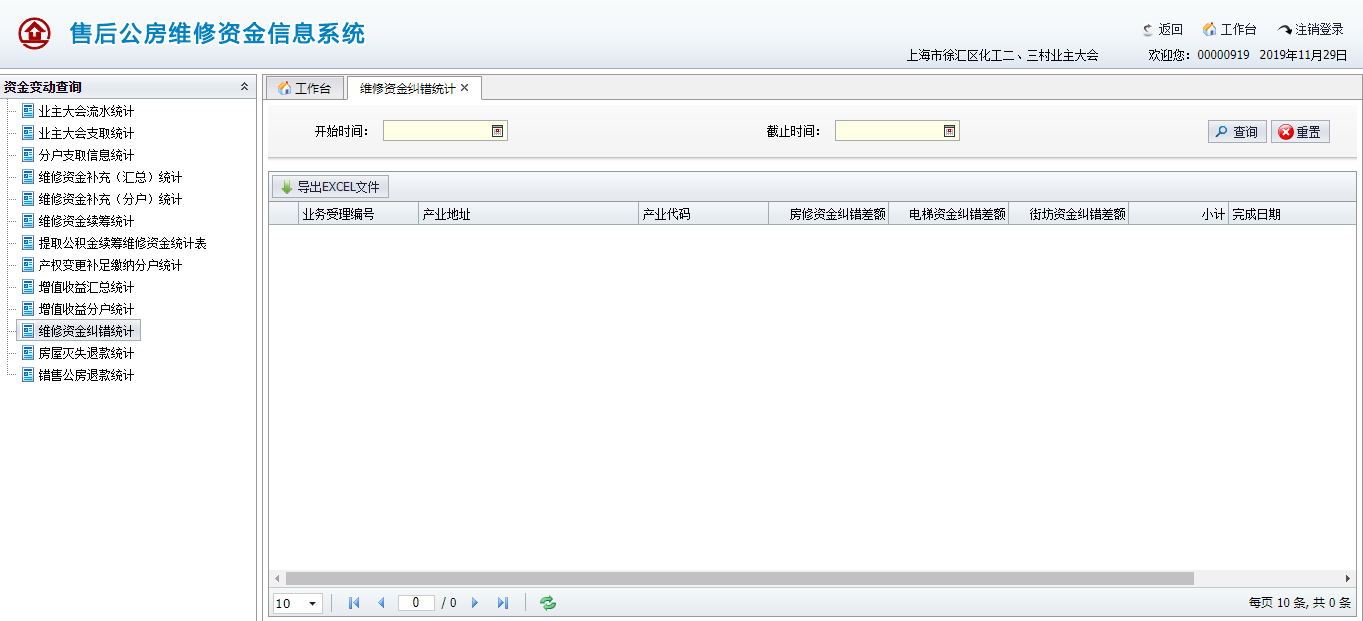 售后公房维修资金信息系统
返回 工作台 注销登录
上海市徐汇区化工二、三村业主大会 欢迎您: 00000919 2019年11月29日
资金变动查询
业主大会流水统计
业主大会支取统计
分户支取信息统计
维修资金补充（汇总）统计
维修资金补充（分户）统计
维修资金续筹统计
提取公积金续筹维修资金统计表
产权变更补足缴纳分户统计
增值收益汇总统计
增值收益分户统计
维修资金纠错统计
房屋灭失退款统计
错售公房退款统计
工作台 维修资金纠错统计
开始时间: 截止时间: 查询 重置
导出EXCEL文件
业务受理编号 产业地址 产业代码 房修资金纠错差额 电梯资金纠错差额 街坊资金纠错差额 小计 完成日期
10 0 / 0 每页 10 条, 共 0 条